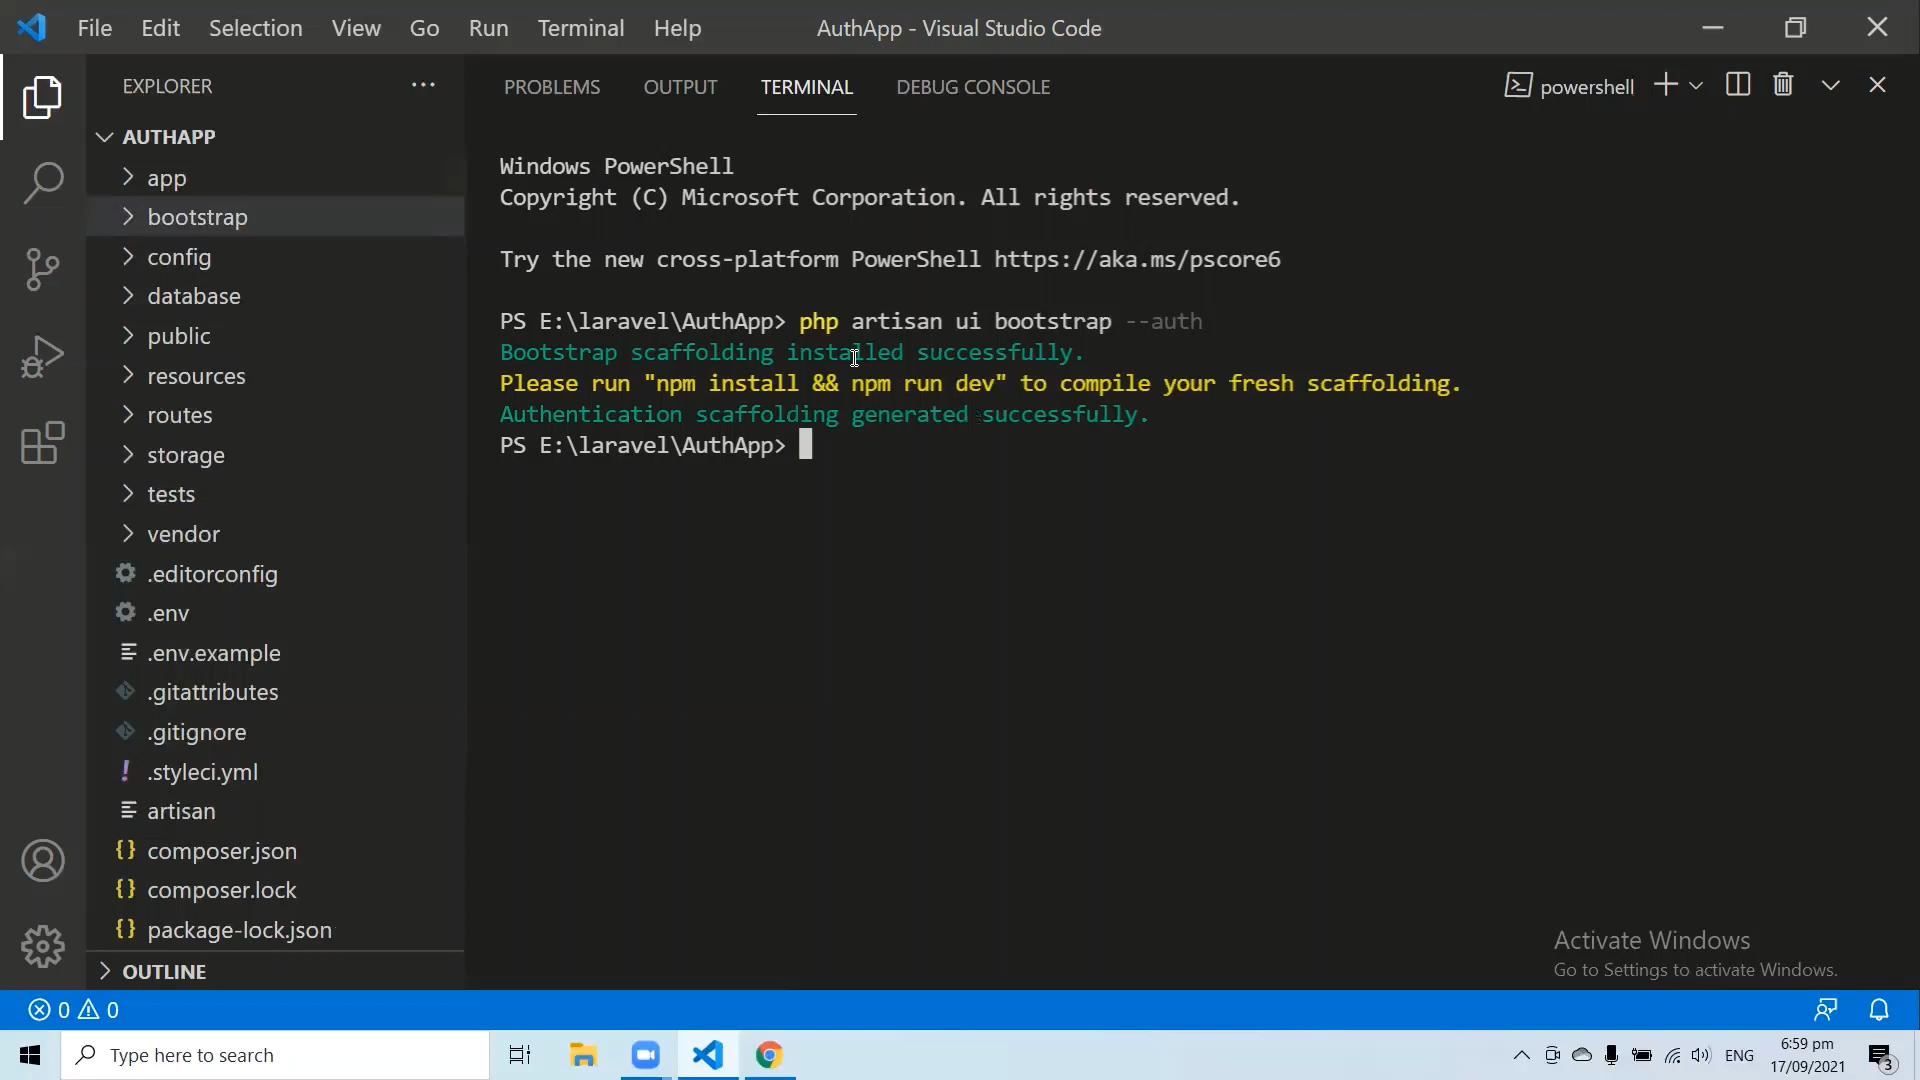 File Edit Selection View Go Run Terminal Help AuthApp - Visual Studio Code
EXPLORER ···
AUTHAPP
app
bootstrap
config
database
public
resources
routes
storage
tests
vendor
.editorconfig
.env
.env.example
.gitattributes
.gitignore
.styleci.yml
artisan
composer.json
composer.lock
package-lock.json
OUTLINE
PROBLEMS OUTPUT TERMINAL DEBUG CONSOLE powershell
Windows PowerShell
Copyright (C) Microsoft Corporation. All rights reserved.
Try the new cross-platform PowerShell https://aka.ms/pscore6
PS E:\laravel\AuthApp> php artisan ui bootstrap --auth
Bootstrap scaffolding installed successfully.
Please run "npm install && npm run dev" to compile your fresh scaffolding.
Authentication scaffolding generated successfully.
PS E:\laravel\AuthApp>
Activate Windows
Go to Settings to activate Windows.
0 0
Type here to search
ENG
6:59 pm
17/09/2021
3